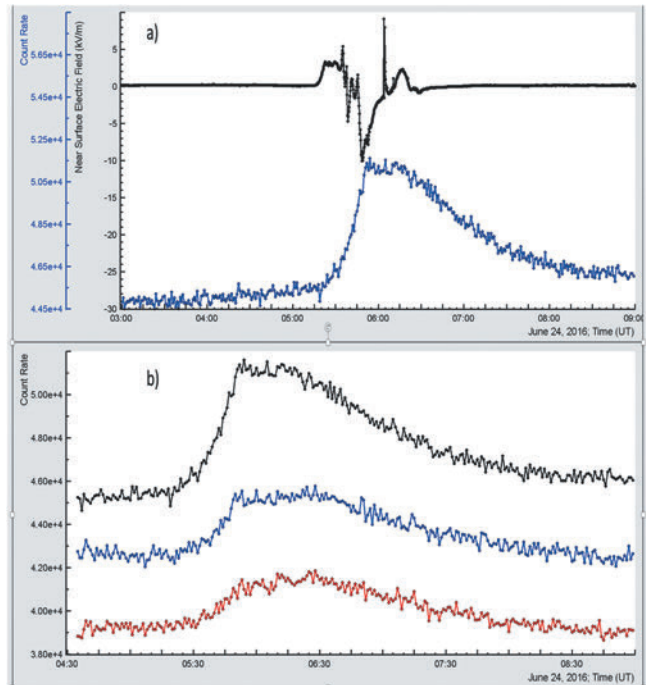 a)
Count Rate
Near Surface Electric Field (kV/m)
5.65e+4
5.45e+4
5.25e+4
5.05e+4
4.85e+4
4.65e+4
4.45e+4
5
0
-5
-10
-15
-20
-25
-30
03:00 04:00 05:00 06:00 07:00 08:00 09:00
June 24, 2016; Time (UT)
b)
Count Rate
5.00e+4
4.80e+4
4.60e+4
4.40e+4
4.20e+4
4.00e+4
3.80e+4
04:30 05:30 06:30 07:30 08:30
June 24, 2016; Time (UT)